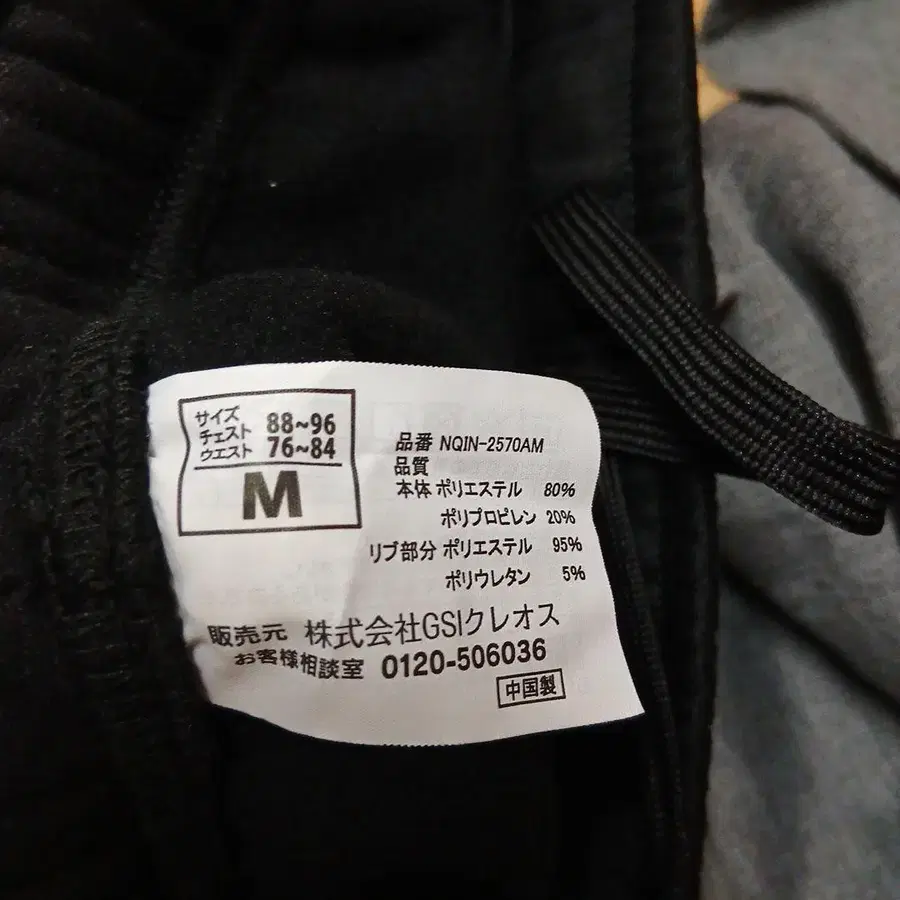 サイズ
チェスト 88~96
ウエスト 76~84
M
品番 NQIN-2570AM
品質
本体 ポリエステル 80%
ポリプロピレン 20%
リブ部分 ポリエステル 95%
ポリウレタン 5%
販売元 株式会社GSIクレオス
お客様相談室 0120-506036
中国製